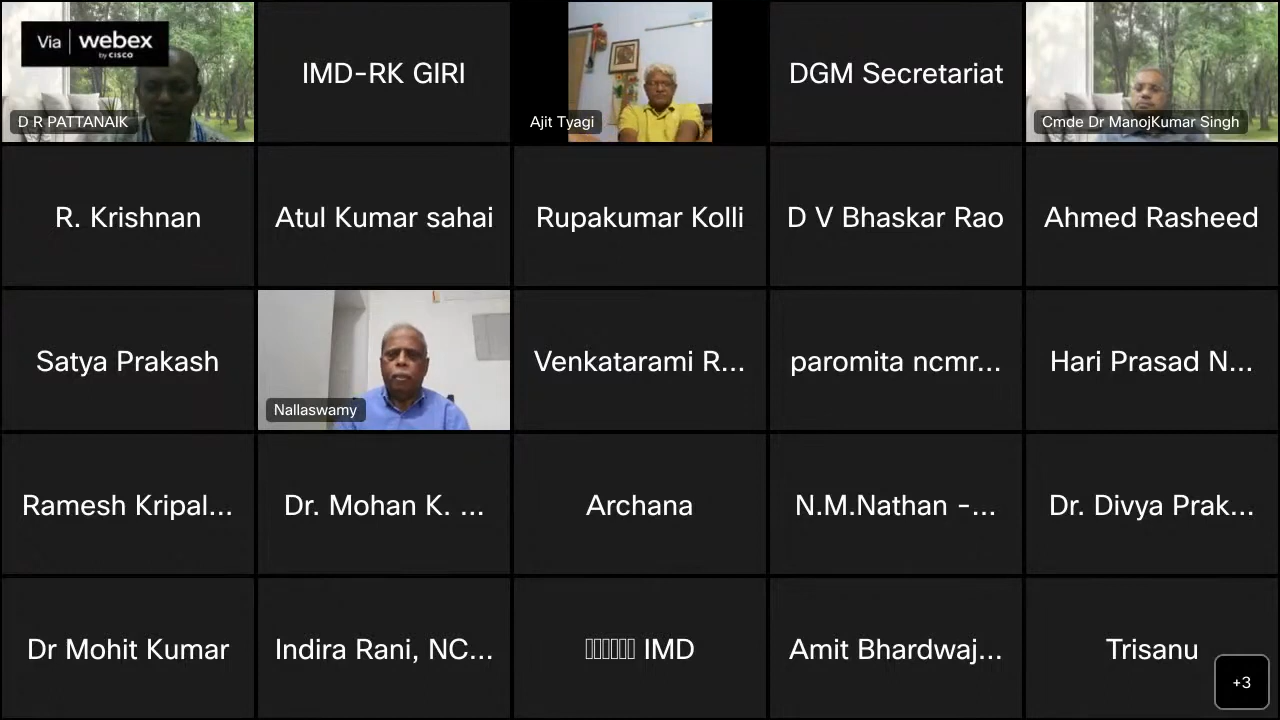 Via webex
by CISCO
D R PATTANAIK
IMD-RK GIRI
Ajit Tyagi
DGM Secretariat
Cmde Dr ManojKumar Singh
R. Krishnan
Atul Kumar sahai
Rupakumar Kolli
D V Bhaskar Rao
Ahmed Rasheed
Satya Prakash
Nallaswamy
Venkatarami R...
paromita ncmr...
Hari Prasad N...
Ramesh Kripal...
Dr. Mohan K. ...
Archana
N.M.Nathan -...
Dr. Divya Prak...
Dr Mohit Kumar
Indira Rani, NC...
IMD
Amit Bhardwaj...
Trisanu
+3